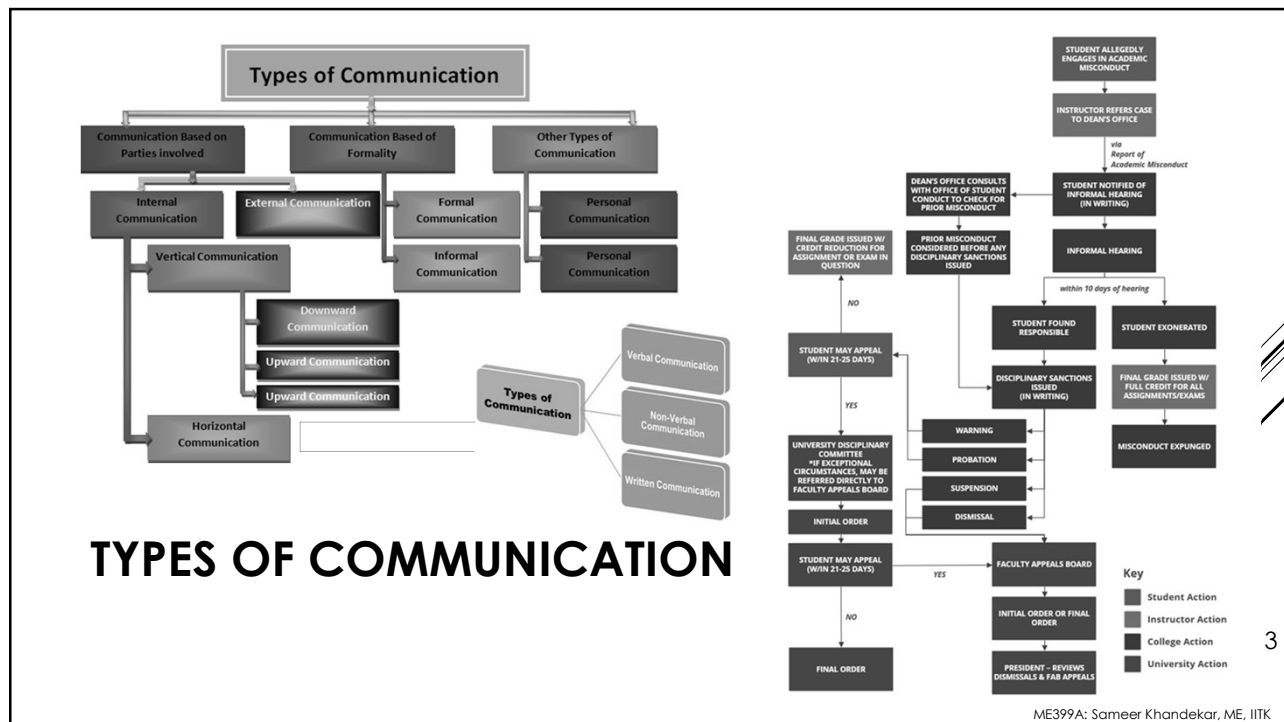 Types of Communication
Communication Based on
Parties involved
Communication Based of
Formality
Other Types of
Communication
Internal
Communication
External Communication
Formal
Communication
Personal
Communication
Vertical Communication
Informal
Communication
Personal
Communication
Downward
Communication
Upward Communication
Upward Communication
Horizontal
Communication
Types of
Communication
Verbal Communication
Non-Verbal
Communication
Written Communication
TYPES OF COMMUNICATION
STUDENT ALLEGEDLY
ENGAGES IN ACADEMIC
MISCONDUCT
INSTRUCTOR REFERS CASE
TO DEAN'S OFFICE
via
Report of
Academic Misconduct
DEAN'S OFFICE CONSULTS
WITH OFFICE OF STUDENT
CONDUCT TO CHECK FOR
PRIOR MISCONDUCT
STUDENT NOTIFIED OF
INFORMAL HEARING
(IN WRITING)
FINAL GRADE ISSUED W/
CREDIT REDUCTION FOR
ASSIGNMENT OR EXAM IN
QUESTION
PRIOR MISCONDUCT
CONSIDERED BEFORE ANY
DISCIPLINARY SANCTIONS
ISSUED
INFORMAL HEARING
within 10 days of hearing
NO
STUDENT FOUND
RESPONSIBLE
STUDENT EXONERATED
STUDENT MAY APPEAL
(W/IN 21-25 DAYS)
DISCIPLINARY SANCTIONS
ISSUED
(IN WRITING)
FINAL GRADE ISSUED W/
FULL CREDIT FOR ALL
ASSIGNMENTS/EXAMS
YES
WARNING
MISCONDUCT EXPUNGED
UNIVERSITY DISCIPLINARY
COMMITTEE
*IF EXCEPTIONAL
CIRCUMSTANCES, MAY BE
REFERRED DIRECTLY TO
FACULTY APPEALS BOARD
PROBATION
SUSPENSION
DISMISSAL
INITIAL ORDER
STUDENT MAY APPEAL
(W/IN 21-25 DAYS)
YES
FACULTY APPEALS BOARD
NO
INITIAL ORDER OR FINAL
ORDER
FINAL ORDER
PRESIDENT – REVIEWS
DISMISSALS & FAB APPEALS
Key
Student Action
Instructor Action
College Action
University Action
3
ME399A: Sameer Khandekar, ME, IITK